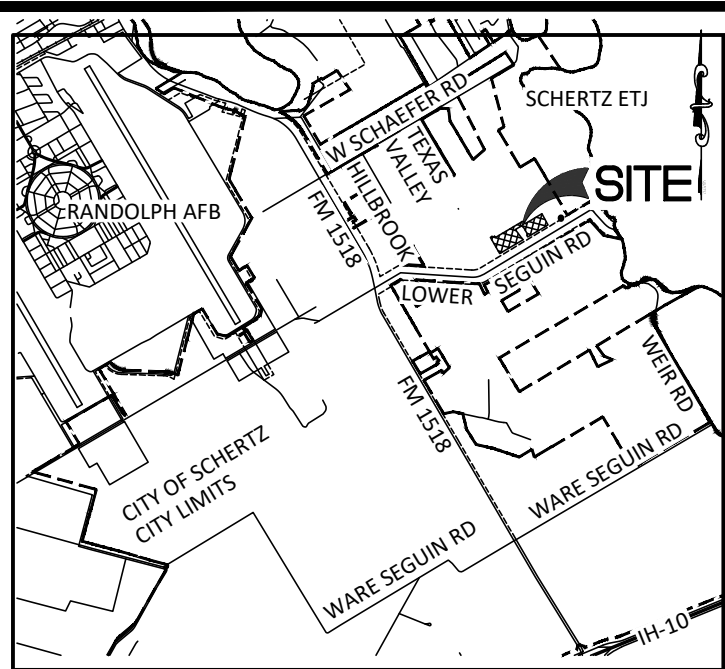 W SCHAEFER RD
SCHERTZ ETJ
TEXAS
VALLEY
HILLBROOK
SITE
RANDOLPH AFB
FM 1518
SEGUIN RD
LOWER
WEIR RD
FM 1518
CITY OF SCHERTZ
CITY LIMITS
WARE SEGUIN RD
WARE SEGUIN RD
IH-10